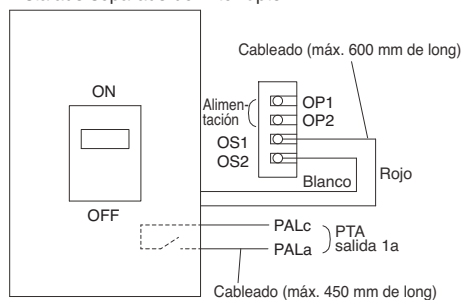 Cableado (máx. 600 mm de long)
ON
OFF
Alimen-
tación
OP1
OP2
OS1
OS2
Blanco
Rojo
PALc
PALa
PTA
salida 1a
Cableado (máx. 450 mm de long)